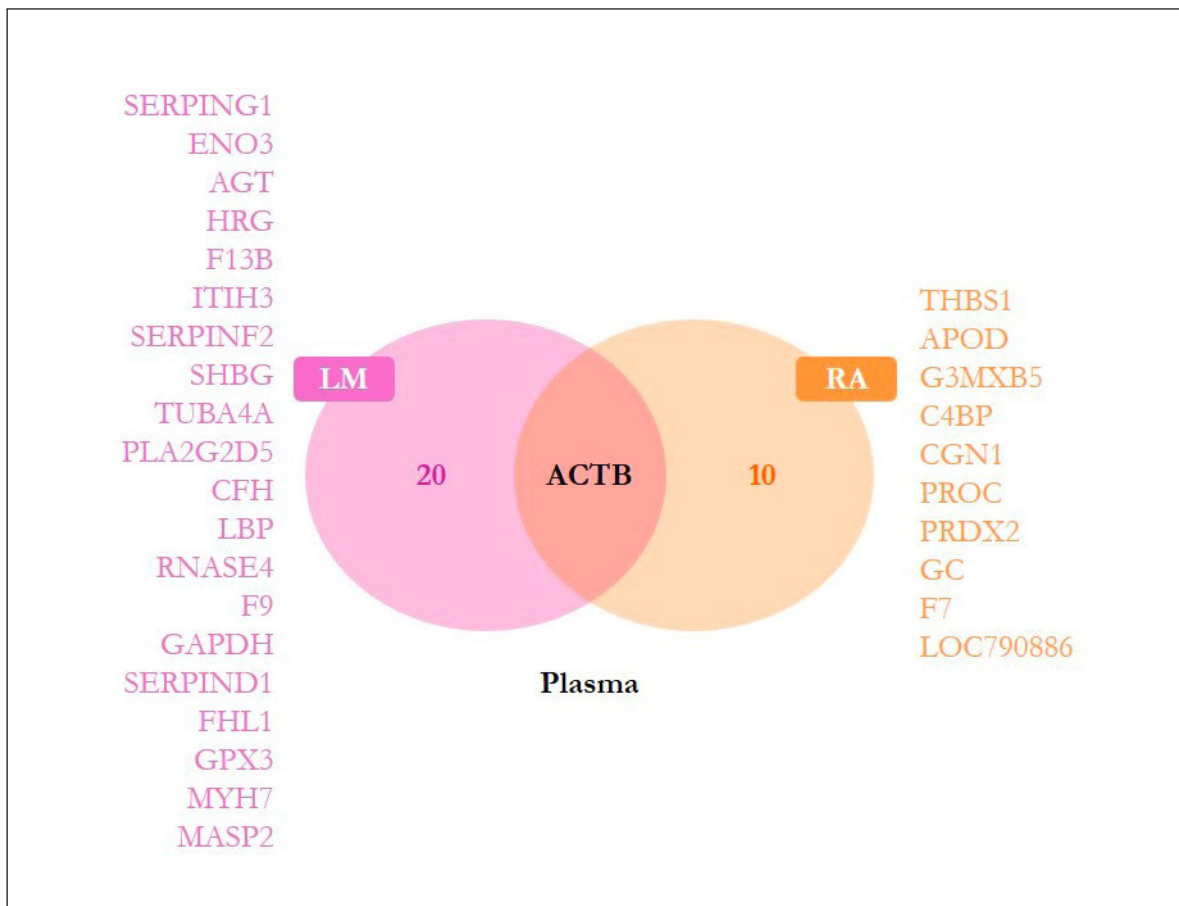 SERPING1
ENO3
AGT
HRG
F13B
ITIH3
SERPINF2
SHBG
TUBA4A
PLA2G2D5
CFH
LBP
RNASE4
F9
GAPDH
SERPIND1
FHL1
GPX3
MYH7
MASP2
LM
20
ACTB
10
RA
Plasma
THBS1
APOD
G3MXB5
C4BP
CGN1
PROC
PRDX2
GC
F7
LOC790886